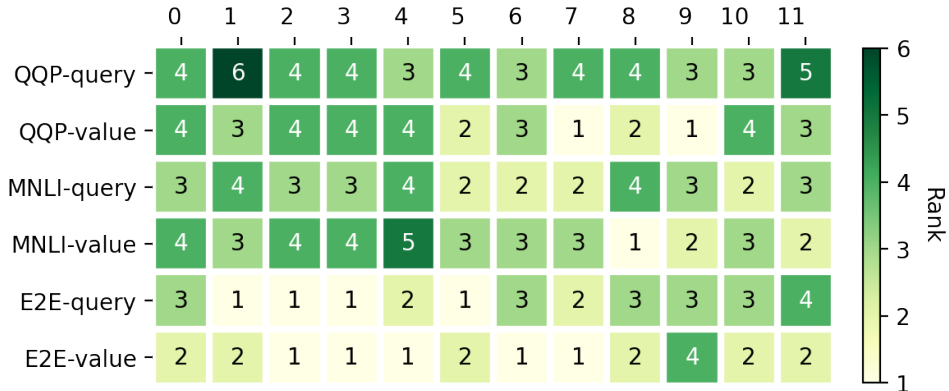 0 1 2 3 4 5 6 7 8 9 10 11
QQP-query 4 6 4 4 3 4 3 4 4 3 3 5
QQP-value 4 3 4 4 4 2 3 1 2 1 4 3
MNLI-query 3 4 3 3 4 2 2 2 4 3 2 3
MNLI-value 4 3 4 4 5 3 3 3 1 2 3 2
E2E-query 3 1 1 1 2 1 3 2 3 3 3 4
E2E-value 2 2 1 1 1 2 1 1 2 4 2 2
6
5
4
3
2
1
Rank